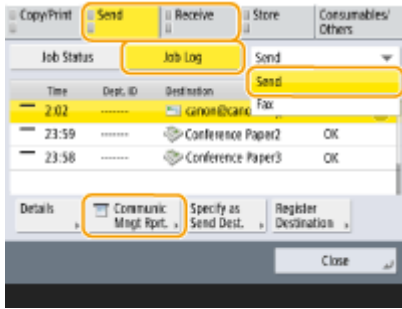 Copy/Print
Send
Receive
Store
Consumables/
Others
Job Status
Job Log
Send
Send
Fax
Time
Dept. ID
Destination
2:02
-------
canon@cano
23:59
-------
Conference Paper2
OK
23:58
-------
Conference Paper3
OK
Details
Communic
Mngt Rprt.
Specify as
Send Dest.
Register
Destination
Close